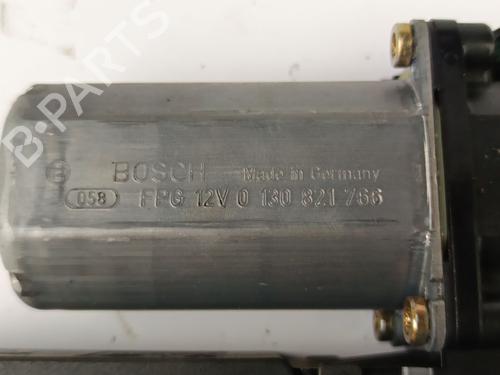 BOSCH Made in Germany
058 FPG 12V 0 130 821 766
B-PARTS